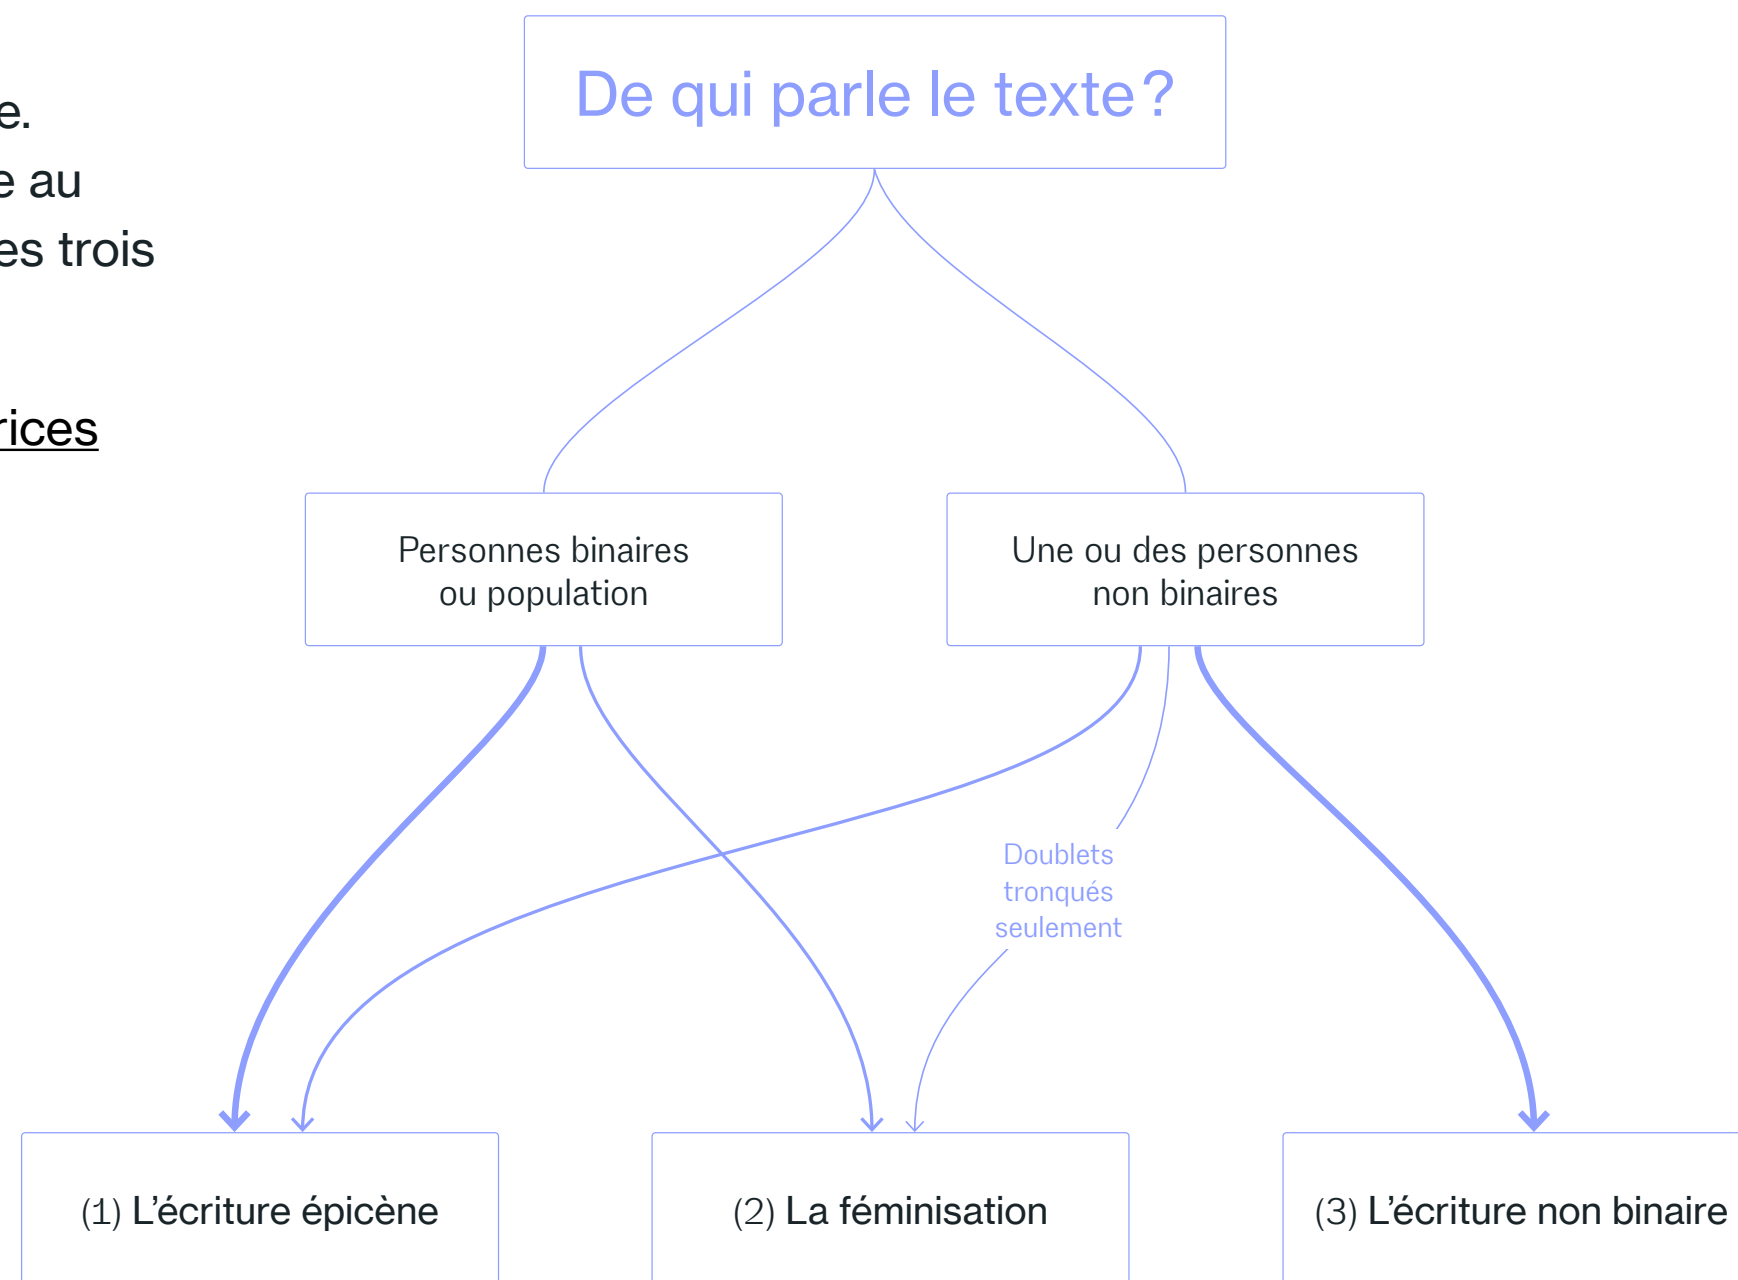 e.
e au
es trois
rices
De qui parle le texte ?
Personnes binaires
ou population
Une ou des personnes
non binaires
Doublets
tronqués
seulement
(1) L’écriture épicène
(2) La féminisation
(3) L’écriture non binaire